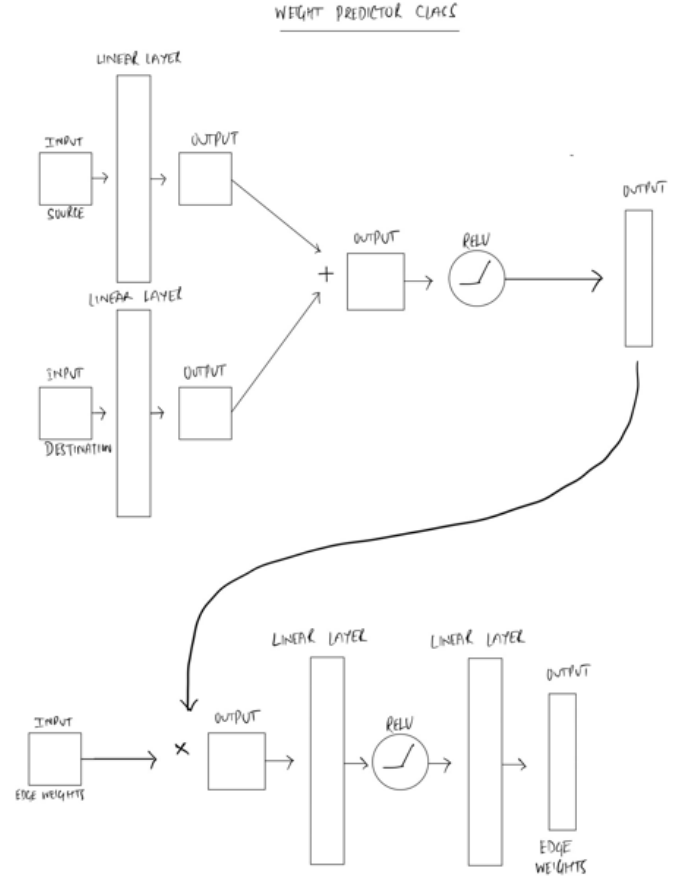 WEIGHT PREDICTOR CLASS
LINEAR LAYER
INPUT
OUTPUT
SOURCE
OUTPUT
RELU
OUTPUT
LINEAR LAYER
INPUT
OUTPUT
DESTINATION
+
LINEAR LAYER
LINEAR LAYER
OUTPUT
INPUT
OUTPUT
RELU
×
EDGE WEIGHTS
EDGE
WEIGHTS